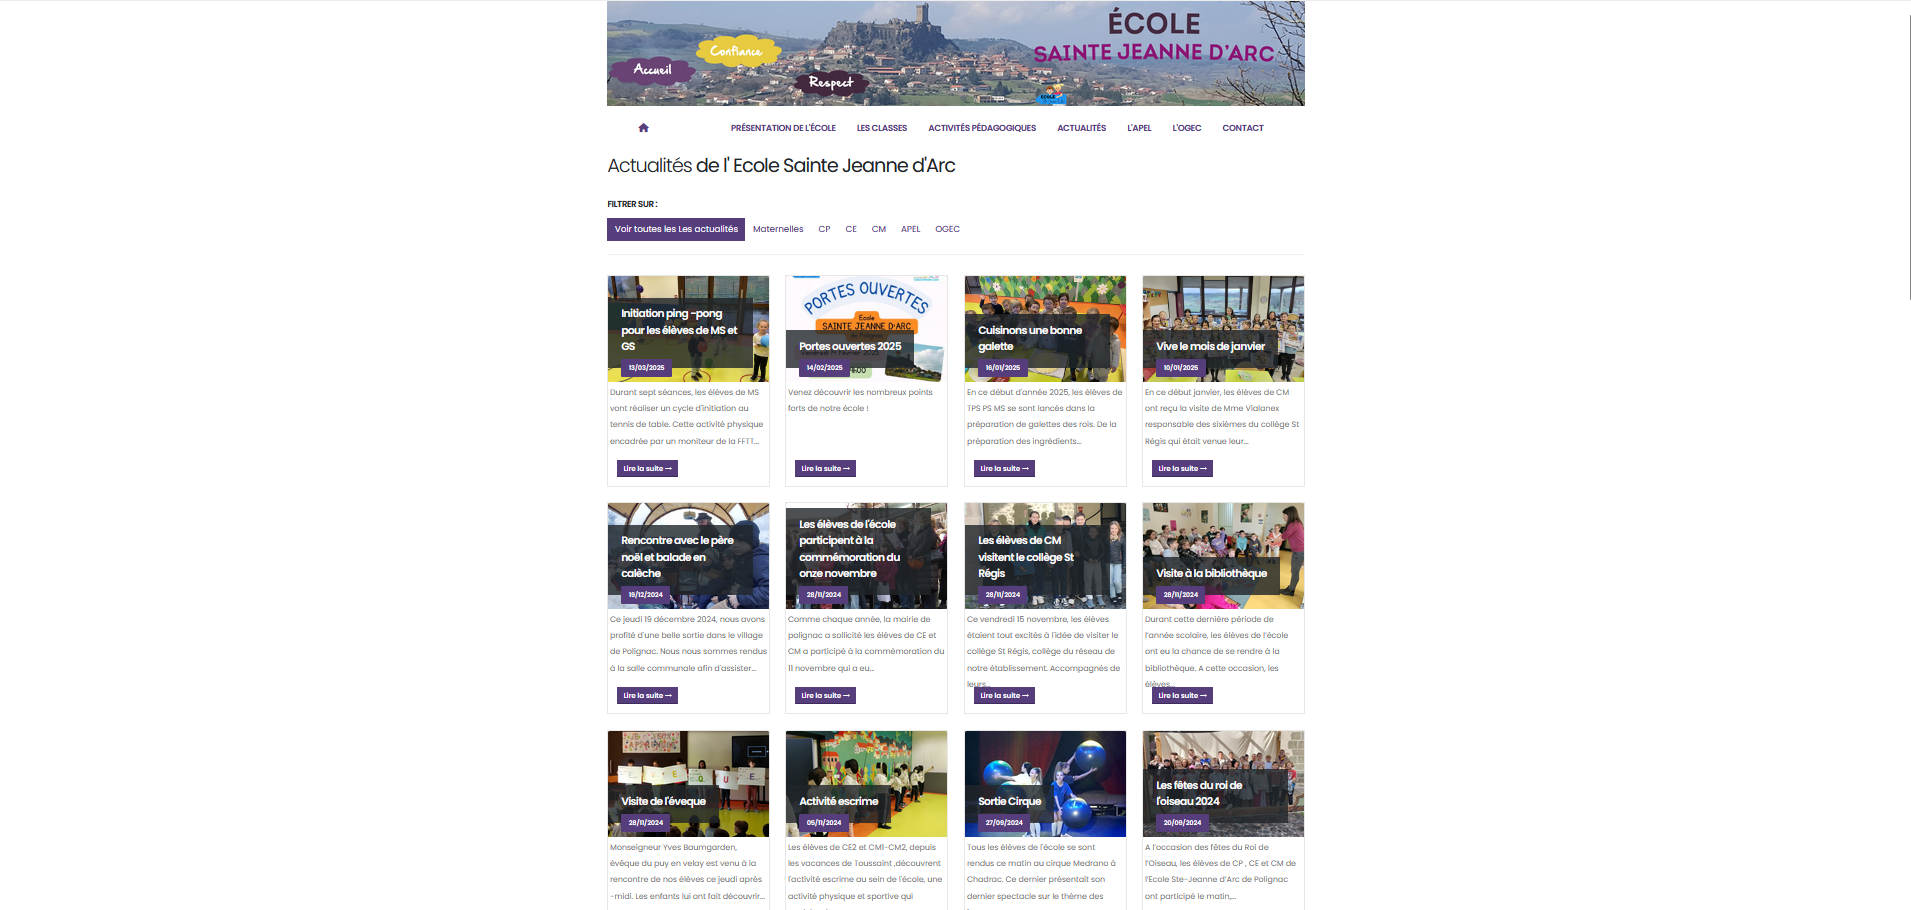 ÉCOLE
SAINTE JEANNE D'ARC
Confiance
Accueil
Respect
PRÉSENTATION DE L'ÉCOLE LES CLASSES ACTIVITÉS PÉDAGOGIQUES ACTUALITÉS L'APEL L'OGEC CONTACT
Actualités de l' Ecole Sainte Jeanne d'Arc
FILTRER SUR :
Voir toutes les Les actualités Maternelles CP CE CM APEL OGEC
Initiation ping -pong
pour les élèves de MS et
GS
13/03/2025
Durant sept séances, les élèves de MS
vont réaliser un cycle d'initiation au
tennis de table. Cette activité physique
encadrée par un moniteur de la FFTT...
Lire la suite →
PORTES OUVERTES
Ecole
SAINTE JEANNE D'ARC
Portes ouvertes 2025
14/02/2025
Venez découvrir les nombreux points
forts de notre école !
Lire la suite →
Cuisinons une bonne
galette
16/01/2025
En ce début d'année 2025, les élèves de
TPS PS MS se sont lancés dans la
préparation de galettes des rois. De la
préparation des ingrédients...
Lire la suite →
Vive le mois de janvier
10/01/2025
En ce début janvier, les élèves de CM
ont reçu la visite de Mme Vialanex
responsable des sixièmes du collège St
Régis qui était venue leur...
Lire la suite →
Rencontre avec le père
noël et balade en
calèche
19/12/2024
Ce jeudi 19 décembre 2024, nous avons
profité d'une belle sortie dans le village
de Polignac. Nous nous sommes rendus
à la salle communale afin d'assister...
Lire la suite →
Les élèves de l'école
participent à la
commémoration du
onze novembre
28/11/2024
Comme chaque année, la mairie de
polignac a sollicité les élèves de CE et
CM a participé à la commémoration du
11 novembre qui a eu...
Lire la suite →
Les élèves de CM
visitent le collège St
Régis
28/11/2024
Ce vendredi 15 novembre, les élèves
étaient tout excités à l'idée de visiter le
collège St Régis, collège du réseau de
notre établissement. Accompagnés de
leurs...
Lire la suite →
Visite à la bibliothèque
28/11/2024
Durant cette dernière période de
l'année scolaire, les élèves de l'école
ont eu la chance de se rendre à la
bibliothèque. A cette occasion, les
élèves...
Lire la suite →
Visite de l'éveque
28/11/2024
Monseigneur Yves Baumgarden,
évêque du puy en velay est venu à la
rencontre de nos élèves ce jeudi après
-midi. Les enfants lui ont fait découvrir...
Activité escrime
05/11/2024
Les élèves de CE2 et CM1-CM2, depuis
les vacances de Toussaint ,découvrent
l'activité escrime au sein de l'école, une
activité physique et sportive qui
Sortie Cirque
27/09/2024
Tous les élèves de l'école se sont
rendus ce matin au cirque Medrano à
Chadrac. Ce dernier présentait son
dernier spectacle sur le thème des
Les fêtes du roi de
l'oiseau 2024
20/09/2024
A l'occasion des fêtes du Roi de
l'Oiseau, les élèves de CP , CE et CM de
l'Ecole Ste-Jeanne d'Arc de Polignac
ont participé le matin,...